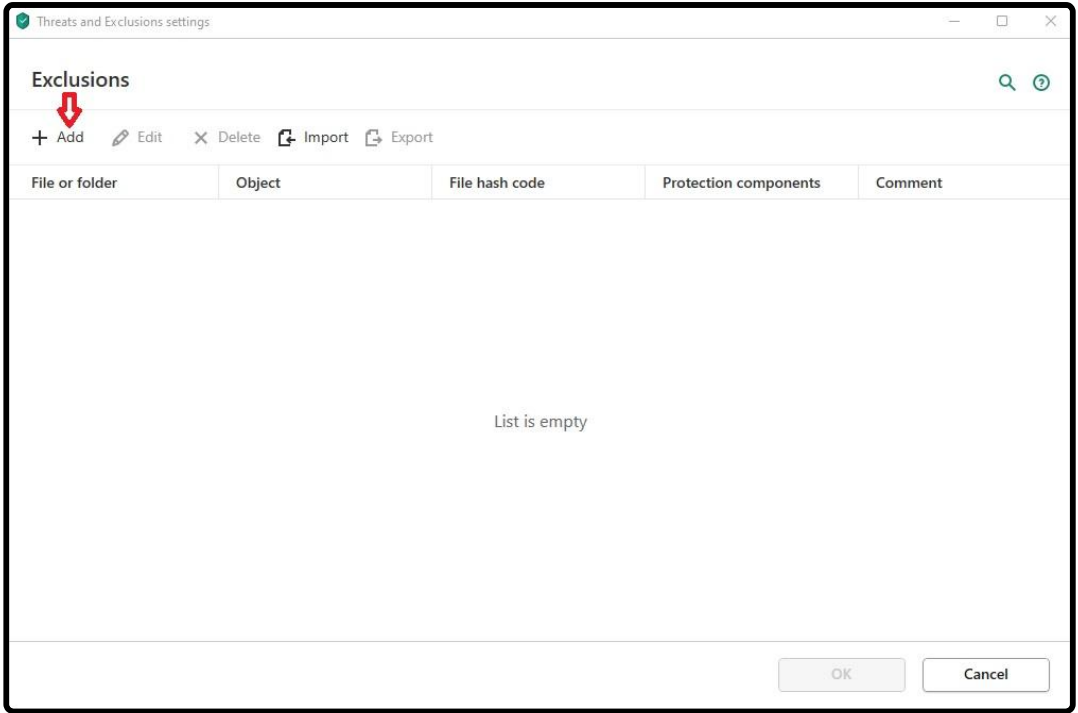 Threats and Exclusions settings
Exclusions
Add Edit Delete Import Export
File or folder Object File hash code Protection components Comment
List is empty
OK Cancel